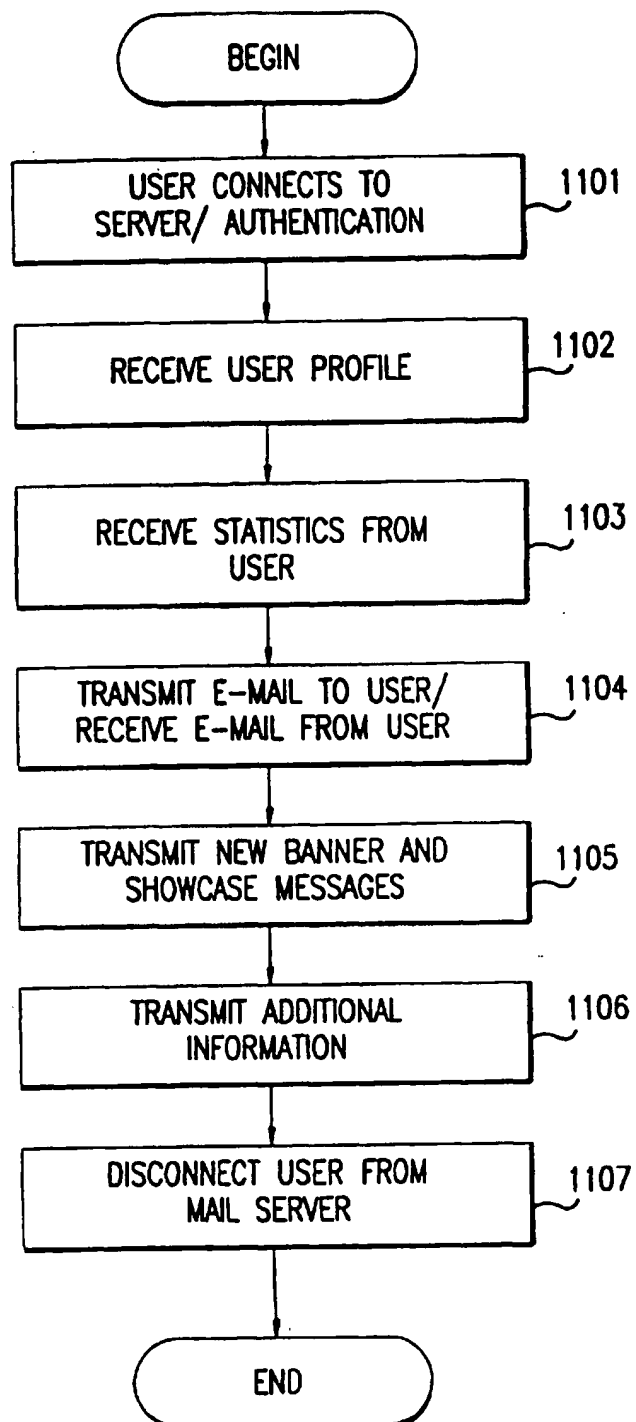 BEGIN
USER CONNECTS TO
SERVER/ AUTHENTICATION
1101
RECEIVE USER PROFILE
1102
RECEIVE STATISTICS FROM
USER
1103
TRANSMIT E-MAIL TO USER/
RECEIVE E-MAIL FROM USER
1104
TRANSMIT NEW BANNER AND
SHOWCASE MESSAGES
1105
TRANSMIT ADDITIONAL
INFORMATION
1106
DISCONNECT USER FROM
MAIL SERVER
1107
END